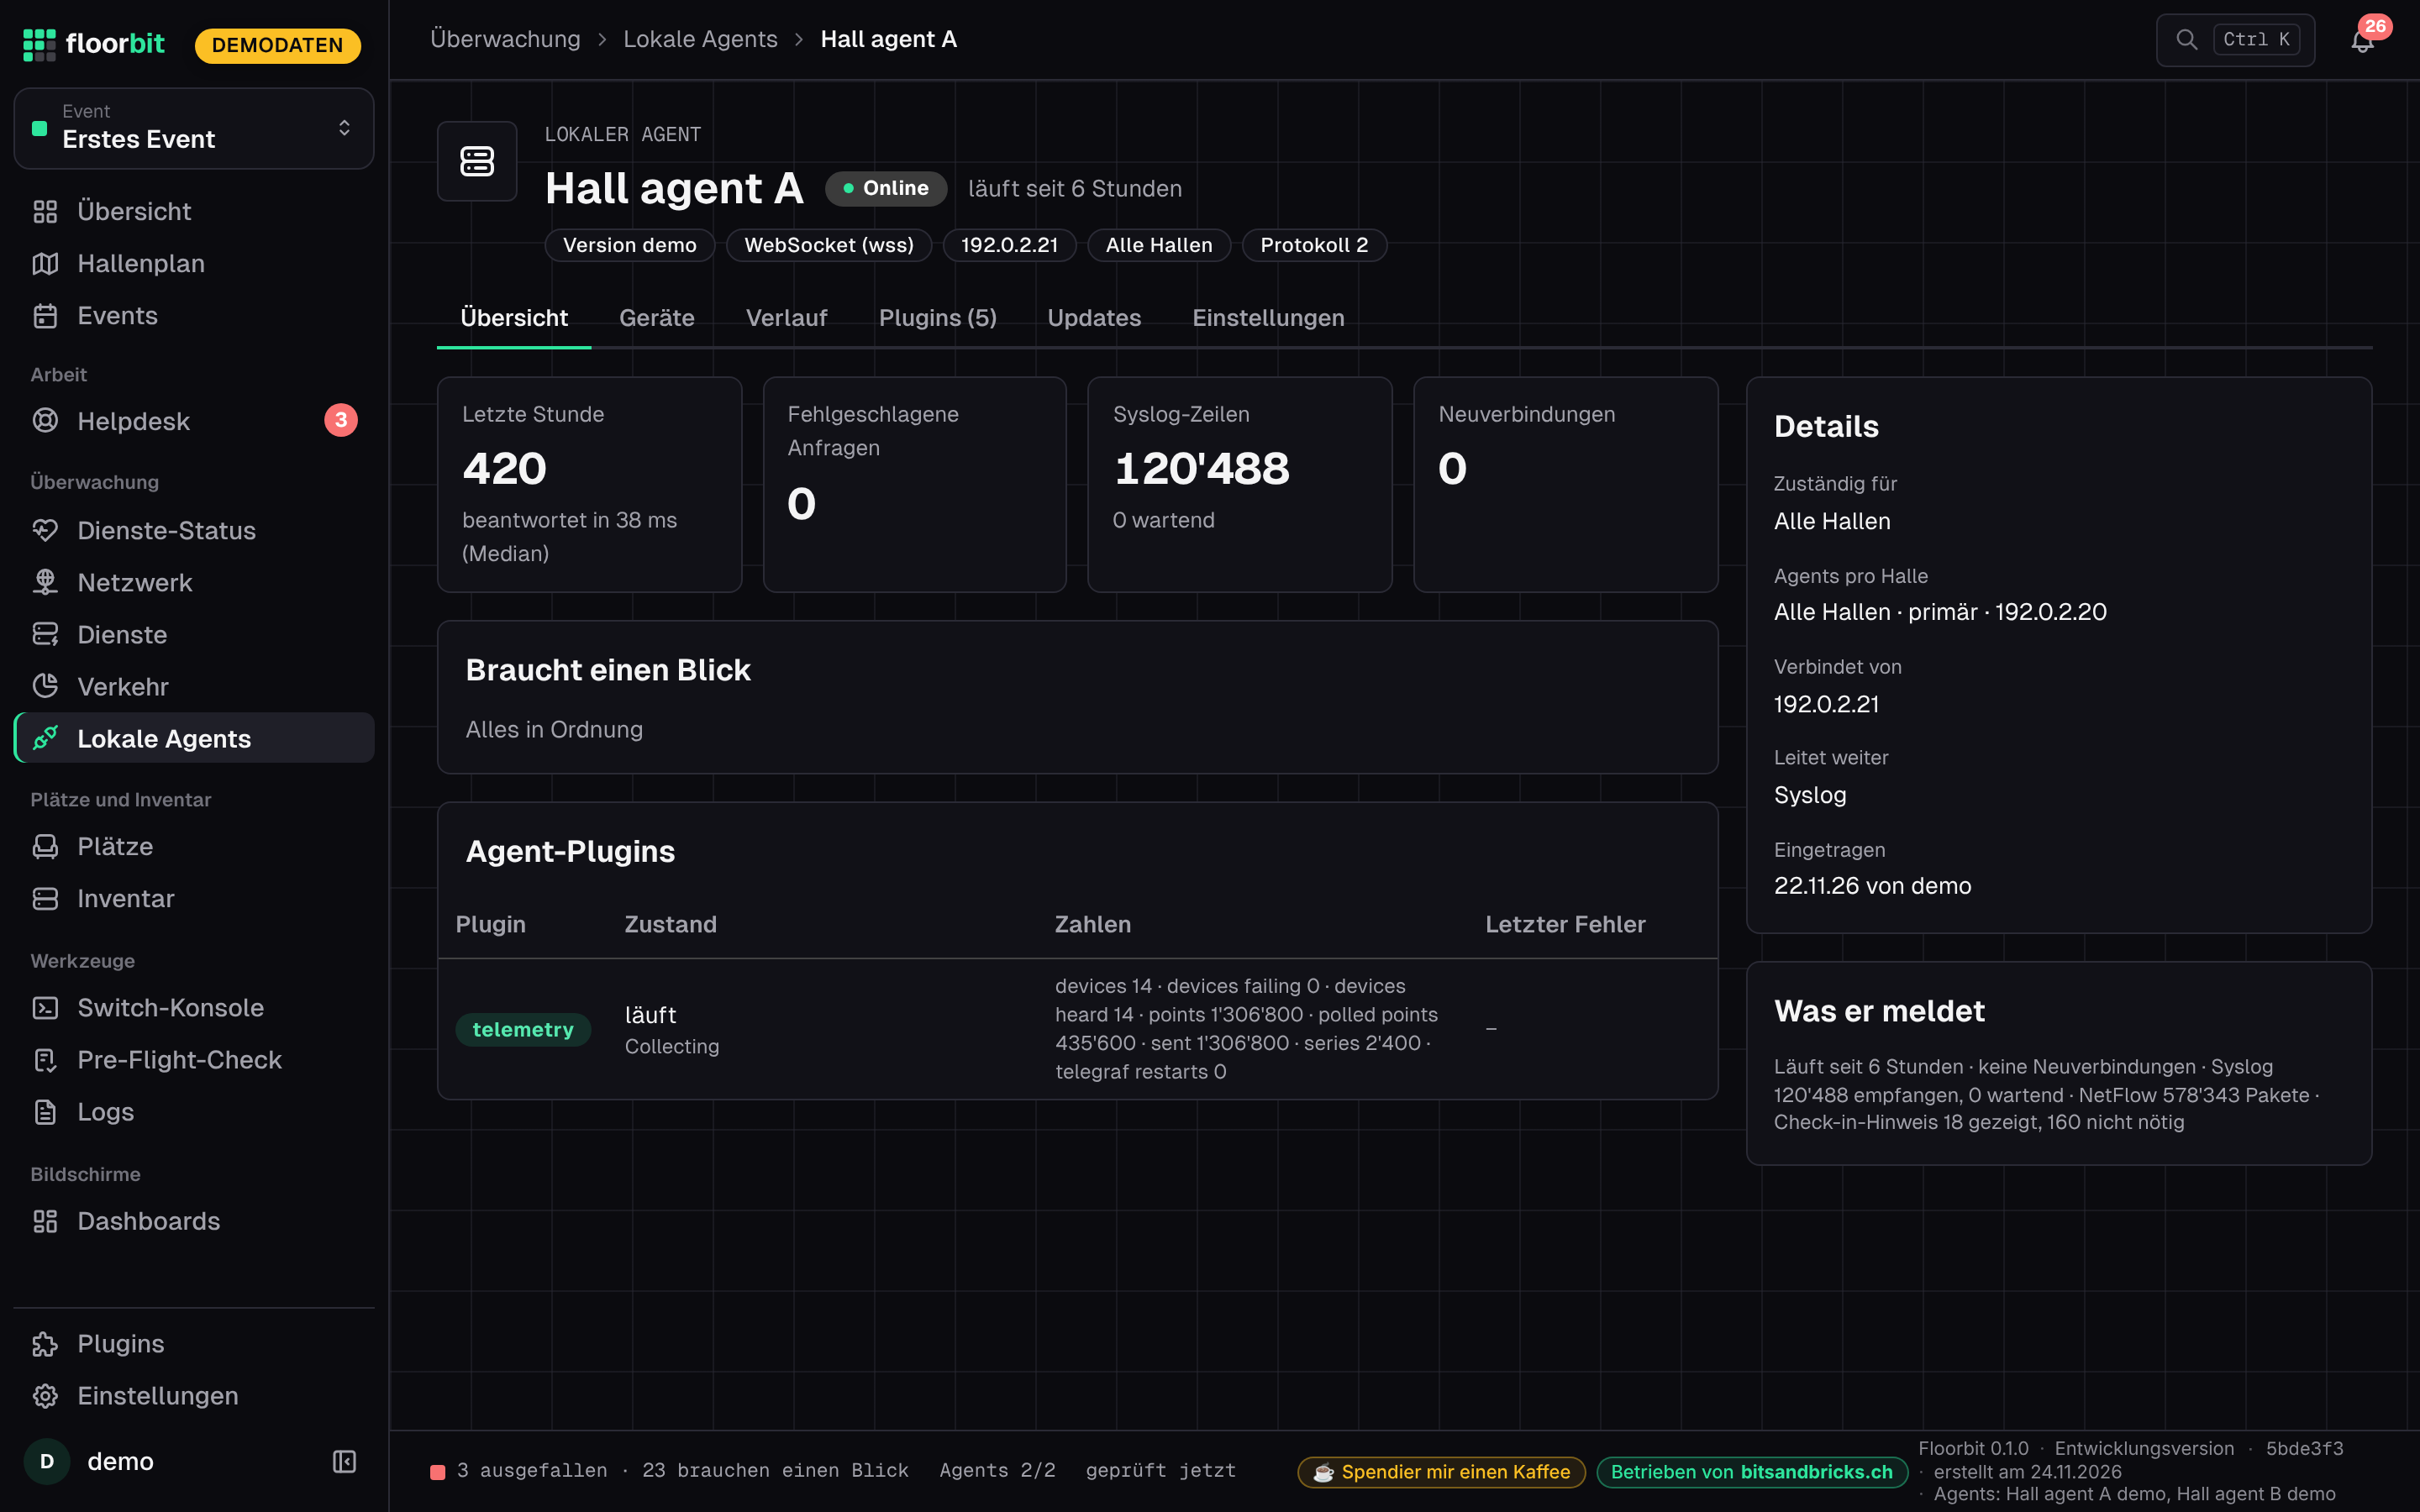 floorbit
DEMODATEN
Event
Erstes Event
Übersicht
Hallenplan
Events
Arbeit
Helpdesk
3
Überwachung
Dienste-Status
Netzwerk
Dienste
Verkehr
Lokale Agents
Plätze und Inventar
Plätze
Inventar
Werkzeuge
Switch-Konsole
Pre-Flight-Check
Logs
Bildschirme
Dashboards
Plugins
Einstellungen
D
demo
Überwachung
Lokale Agents
Hall agent A
Ctrl K
26
LOKALER AGENT
Hall agent A
Online
läuft seit 6 Stunden
Version demo
WebSocket (wss)
192.0.2.21
Alle Hallen
Protokoll 2
Übersicht
Geräte
Verlauf
Plugins (5)
Updates
Einstellungen
Letzte Stunde
420
beantwortet in 38 ms
(Median)
Fehlgeschlagene
Anfragen
0
Syslog-Zeilen
120'488
0 wartend
Neuverbindungen
0
Braucht einen Blick
Alles in Ordnung
Agent-Plugins
Plugin
Zustand
Zahlen
Letzter Fehler
telemetry
läuft
Collecting
devices 14 · devices failing 0 · devices
heard 14 · points 1'306'800 · polled points
435'600 · sent 1'306'800 · series 2'400 ·
telegraf restarts 0
–
Details
Zuständig für
Alle Hallen
Agents pro Halle
Alle Hallen · primär · 192.0.2.20
Verbindet von
192.0.2.21
Leitet weiter
Syslog
Eingetragen
22.11.26 von demo
Was er meldet
Läuft seit 6 Stunden · keine Neuverbindungen · Syslog
120'488 empfangen, 0 wartend · NetFlow 578'343 Pakete ·
Check-in-Hinweis 18 gezeigt, 160 nicht nötig
3 ausgefallen · 23 brauchen einen Blick
Agents 2/2
geprüft jetzt
Spendier mir einen Kaffee
Betrieben von bitsandbricks.ch
Floorbit 0.1.0 · Entwicklungsversion · 5bde3f3
· erstellt am 24.11.2026
· Agents: Hall agent A demo, Hall agent B demo